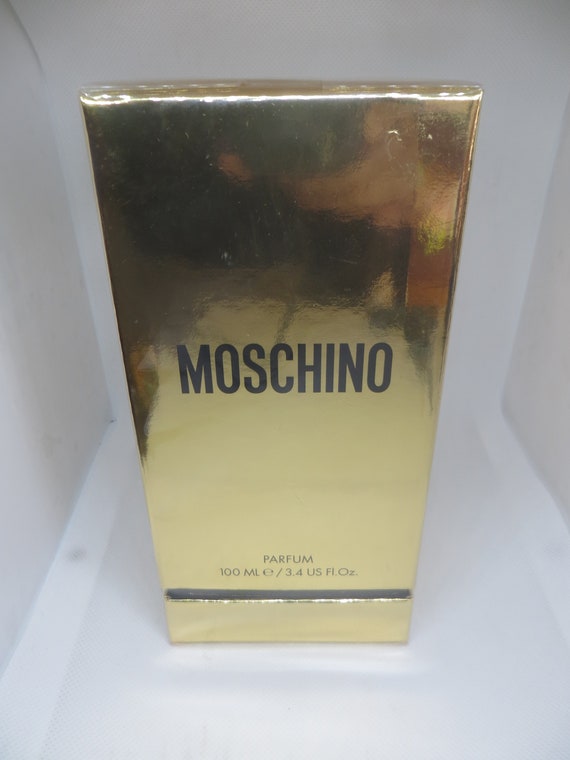 MOSCHINO
PARFUM
100 ML ℮ / 3.4 US Fl.Oz.